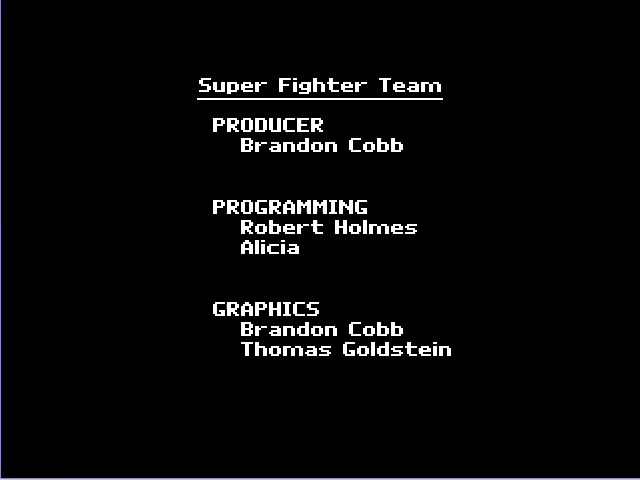 Super Fighter Team
PRODUCER
Brandon Cobb
PROGRAMMING
Robert Holmes
Alicia
GRAPHICS
Brandon Cobb
Thomas Goldstein